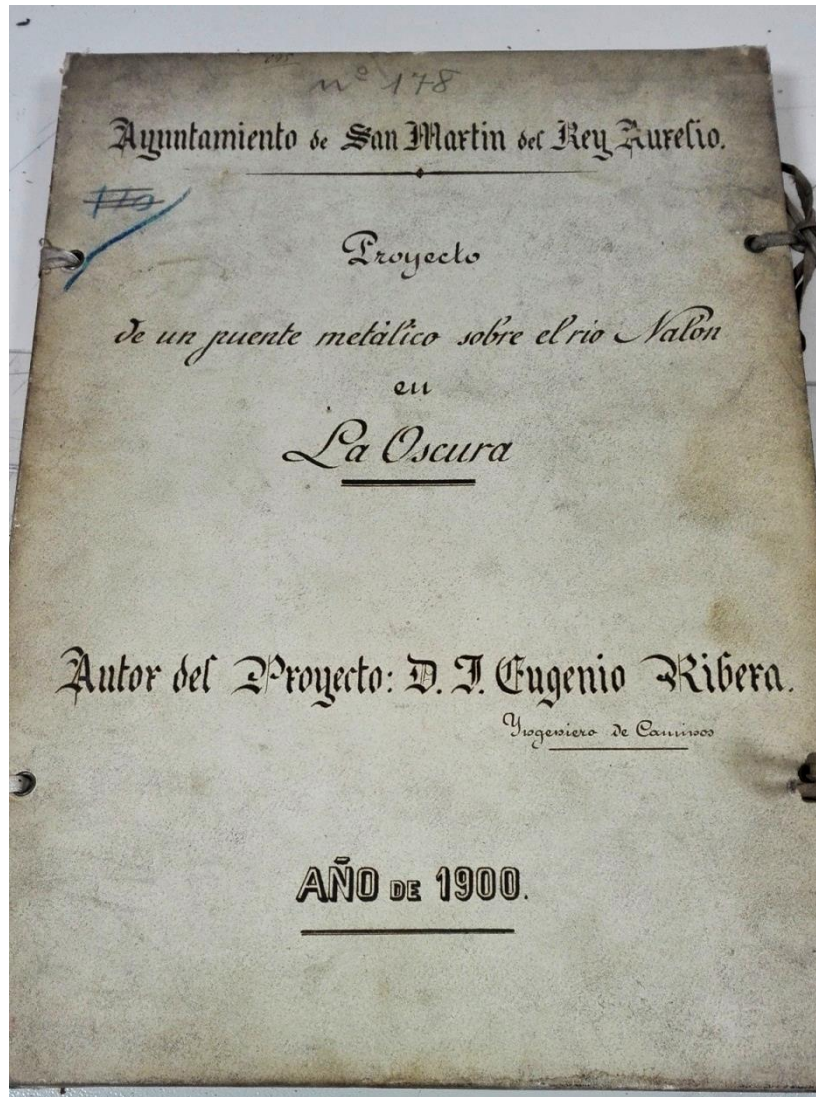 nº 178
Ayuntamiento de San Martin del Rey Aurelio.
Proyecto
de un puente metálico sobre el rio Nalón
en
La Oscura
Autor del Proyecto: D. J. Eugenio Ribera.
Yngeniero de Caminos
AÑO DE 1900.